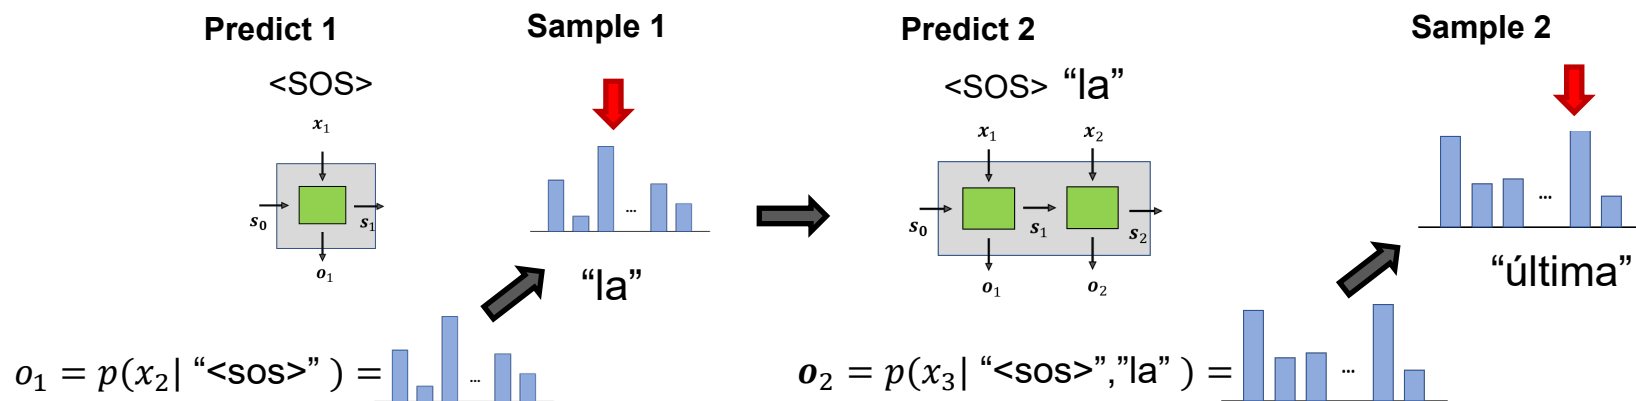 Predict 1
Sample 1
Predict 2
Sample 2
<SOS>
<SOS> “la”
x₁
s₀
s₁
o₁
...
“la”
x₁
x₂
s₀
s₁
s₂
o₁
o₂
...
“última”
o₁ = p(x₂| “<sos>” ) =
...
o₂ = p(x₃| “<sos>”,”la” ) =
...